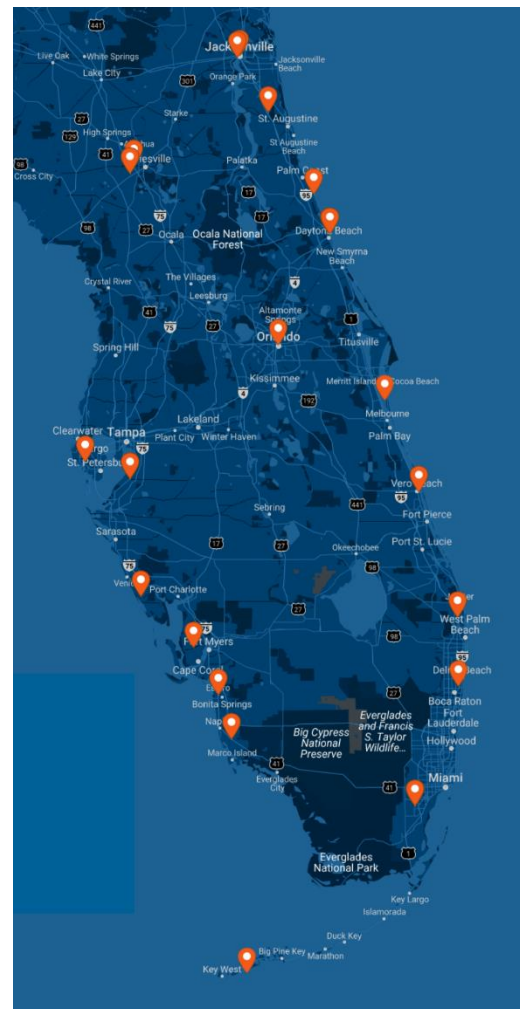 441
Live Oak
White Springs
75
Jacksonville
Jacksonville
Beach
Lake City
Orange Park
301
27
Starke
St. Augustine
129
High Springs
St Augustine
Beach
98
41
Cross City
Palatka
Palm Coast
17
95
75
17
98
27
Ocala
Ocala National
Forest
Daytona Beach
New Smyrna
Beach
Crystal River
The Villages
4
Leesburg
41
75
27
Altamonte
Springs
1
Orlando
Titusville
Spring Hill
Kissimmee
Merritt Island
Cocoa Beach
4
192
Lakeland
Melbourne
Clearwater
Tampa
Plant City
Winter Haven
Palm Bay
75
St. Petersburg
Vero Beach
95
441
Sebring
Fort Pierce
Sarasota
17
27
Okeechobee
Port St. Lucie
75
98
Port Charlotte
27
West Palm
Beach
75
Fort Myers
98
95
Cape Coral
Delray Beach
27
Bonita Springs
Boca Raton
Everglades
and Francis
S. Taylor
Wildlife...
Fort
Lauderdale
Big Cypress
National
Preserve
Hollywood
Marco Island
41
Everglades
City
41
Miami
1
Everglades
National Park
Key Largo
Islamorada
Duck Key
Big Pine Key
Marathon
Key West